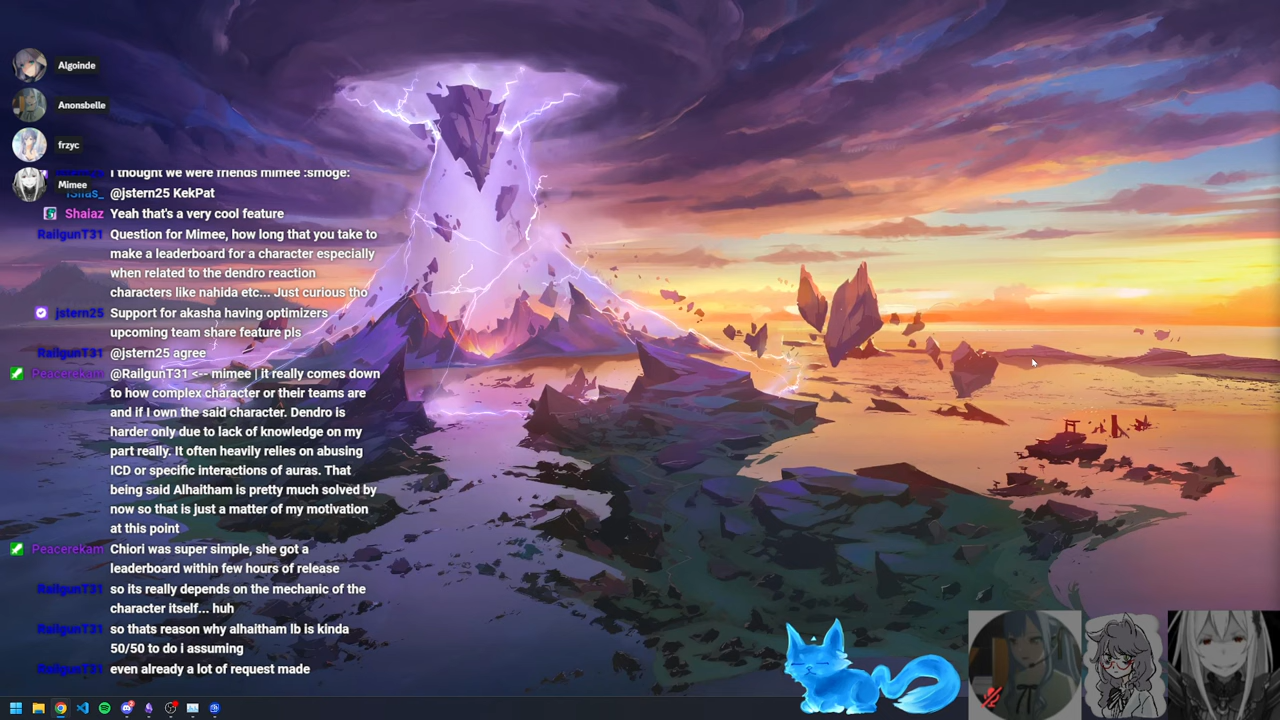 Algoinde
Anonsbelle
frzyc
Mimee
I thought we were friends mimee :smoge:
@jstern25 KekPat
Shaiaz Yeah that's a very cool feature
RailgunT31 Question for Mimee, how long that you take to
make a leaderboard for a character especially
when related to the dendro reaction
characters like nahida etc... Just curious tho
jstern25 Support for akasha having optimizers
upcoming team share feature pls
RailgunT31 @jstern25 agree
Peacerekam @RailgunT31 <-- mimee | it really comes down
to how complex character or their teams are
and if I own the said character. Dendro is
harder only due to lack of knowledge on my
part really. It often heavily relies on abusing
ICD or specific interactions of auras. That
being said Alhaitham is pretty much solved by
now so that is just a matter of my motivation
at this point
Peacerekam Chiori was super simple, she got a
leaderboard within few hours of release
RailgunT31 so its really depends on the mechanic of the
character itself... huh
RailgunT31 so thats reason why alhaitham lb is kinda
50/50 to do i assuming
RailgunT31 even already a lot of request made